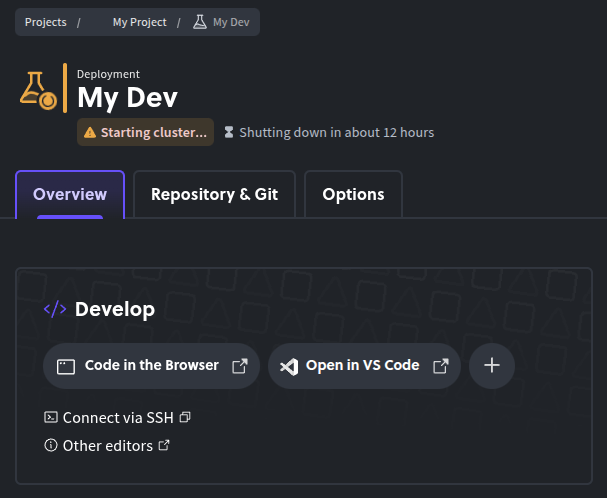 Projects / My Project / My Dev
Deployment
My Dev
Starting cluster... Shutting down in about 12 hours
Overview Repository & Git Options
</> Develop
Code in the Browser Open in VS Code +
Connect via SSH
Other editors